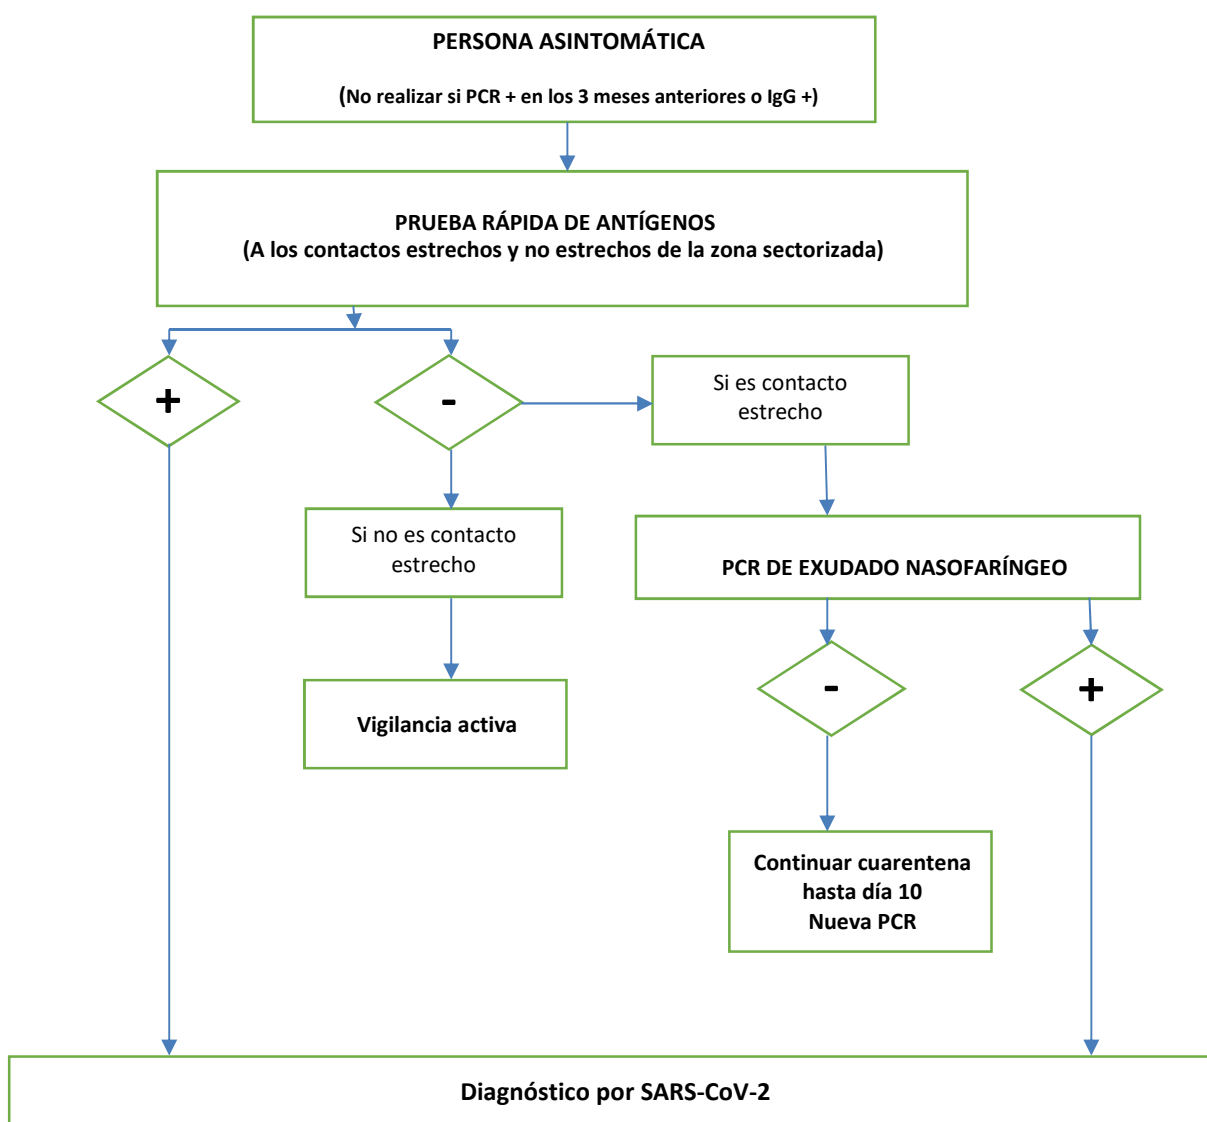 PERSONA ASINTOMÁTICA
(No realizar si PCR + en los 3 meses anteriores o IgG +)
PRUEBA RÁPIDA DE ANTÍGENOS
(A los contactos estrechos y no estrechos de la zona sectorizada)
+
-
Si es contacto
estrecho
Si no es contacto
estrecho
PCR DE EXUDADO NASOFARÍNGEO
Vigilancia activa
-
+
Continuar cuarentena
hasta día 10
Nueva PCR
Diagnóstico por SARS-CoV-2